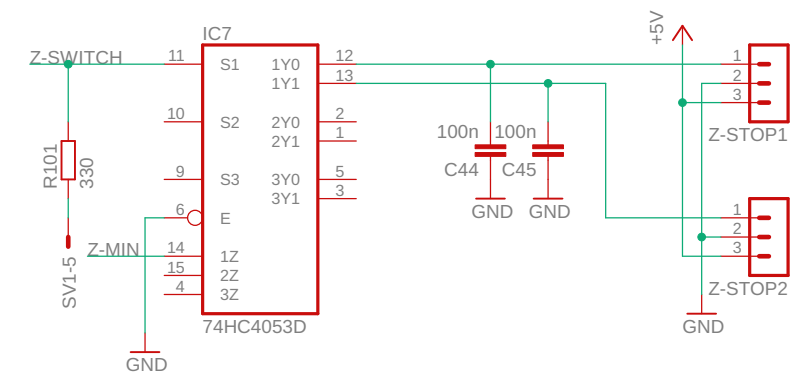 IC7
+5V
Z-SWITCH
11
S1
1Y0
12
1
13
1Y1
2
3
10
S2
2Y0
2
2Y1
1
100n
100n
Z-STOP1
R101
330
C44
C45
9
S3
3Y0
5
3Y1
3
GND
GND
6
E
1
2
3
Z-MIN
14
1Z
15
2Z
4
3Z
SV1-5
Z-STOP2
74HC4053D
GND
GND